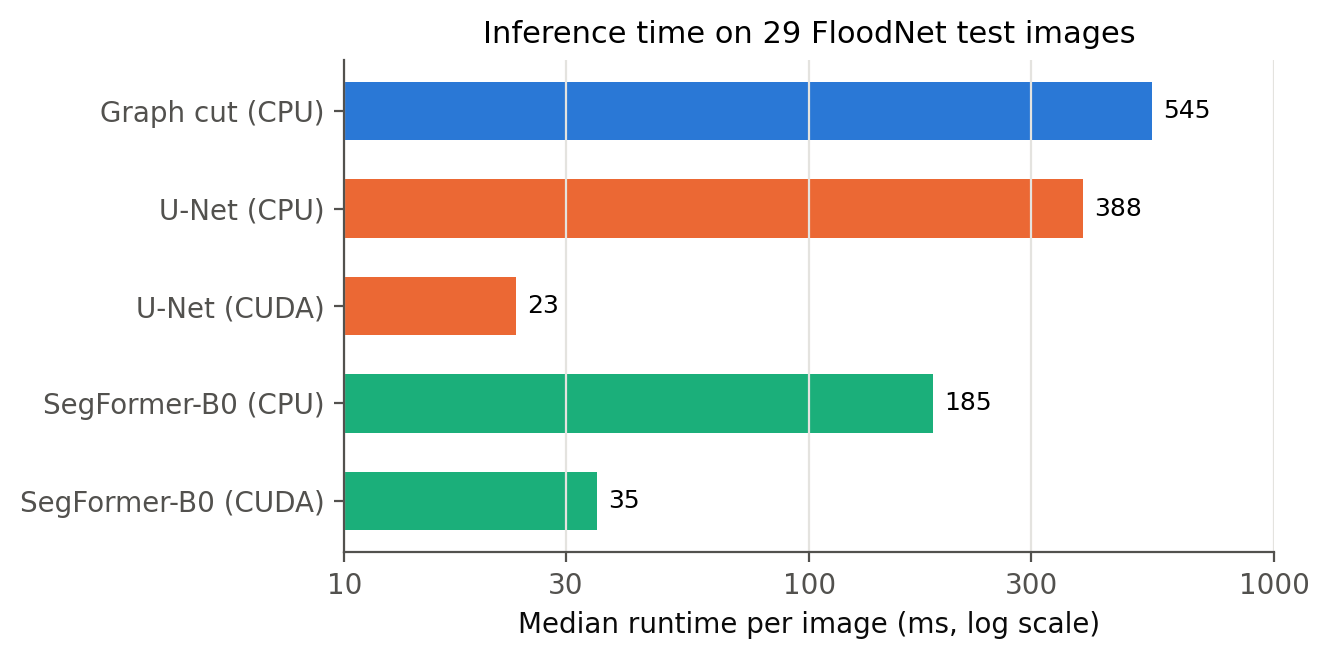 Inference time on 29 FloodNet test images
Graph cut (CPU) 545
U-Net (CPU) 388
U-Net (CUDA) 23
SegFormer-B0 (CPU) 185
SegFormer-B0 (CUDA) 35
10 30 100 300 1000
Median runtime per image (ms, log scale)